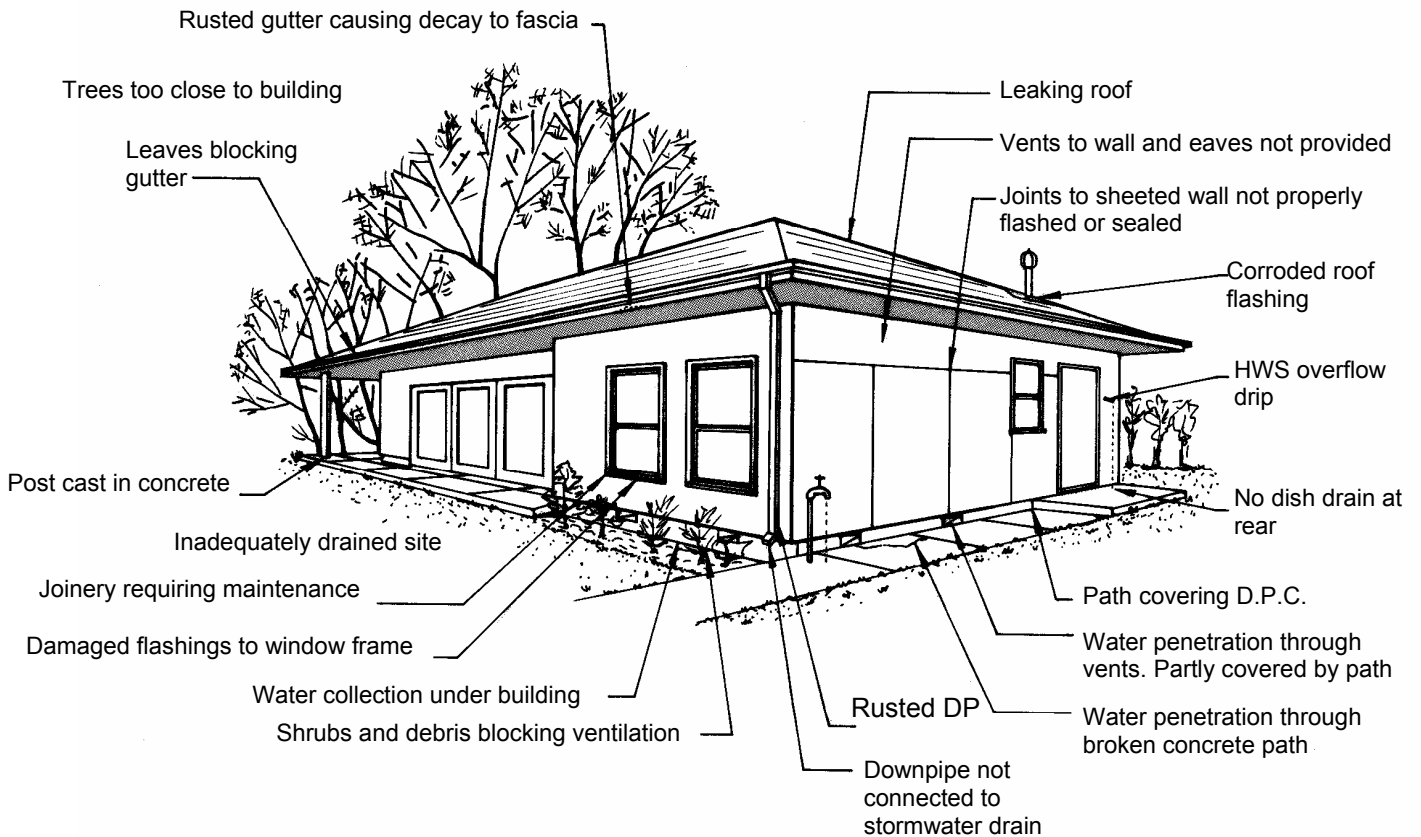 Rusted gutter causing decay to fascia
Trees too close to building
Leaves blocking
gutter
Post cast in concrete
Inadequately drained site
Joinery requiring maintenance
Damaged flashings to window frame
Water collection under building
Shrubs and debris blocking ventilation
Leaking roof
Vents to wall and eaves not provided
Joints to sheeted wall not properly
flashed or sealed
Corroded roof
flashing
HWS overflow
drip
No dish drain at
rear
Path covering D.P.C.
Water penetration through
vents. Partly covered by path
Water penetration through
broken concrete path
Rusted DP
Downpipe not
connected to
stormwater drain